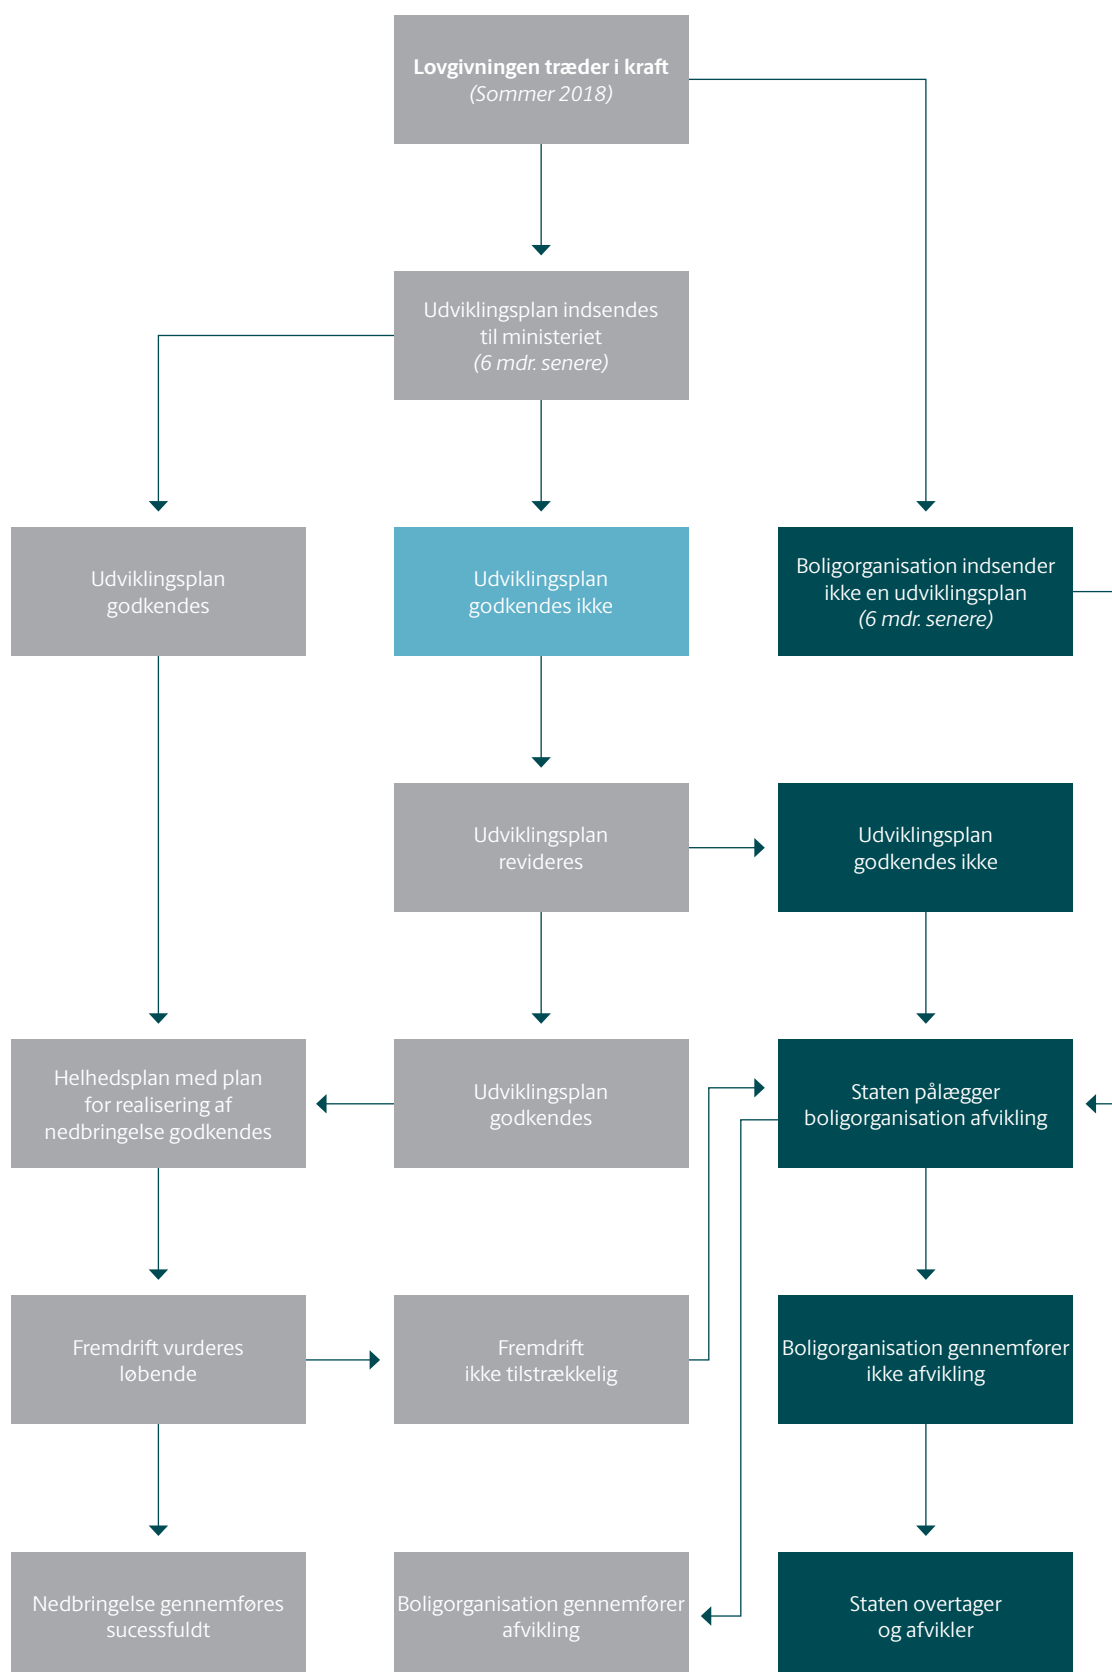 Lovgivningen træder i kraft
(Sommer 2018)
Udviklingsplan indsendes
til ministeriet
(6 mdr. senere)
Udviklingsplan
godkendes
Udviklingsplan
godkendes ikke
Boligorganisation indsender
ikke en udviklingsplan
(6 mdr. senere)
Udviklingsplan
revideres
Udviklingsplan
godkendes ikke
Helhedsplan med plan
for realisering af
nedbringelse godkendes
Udviklingsplan
godkendes
Staten pålægger
boligorganisation afvikling
Fremdrift vurderes
løbende
Fremdrift
ikke tilstrækkelig
Boligorganisation gennemfører
ikke afvikling
Nedbringelse gennemføres
sucessfuldt
Boligorganisation gennemfører
afvikling
Staten overtager
og afvikler